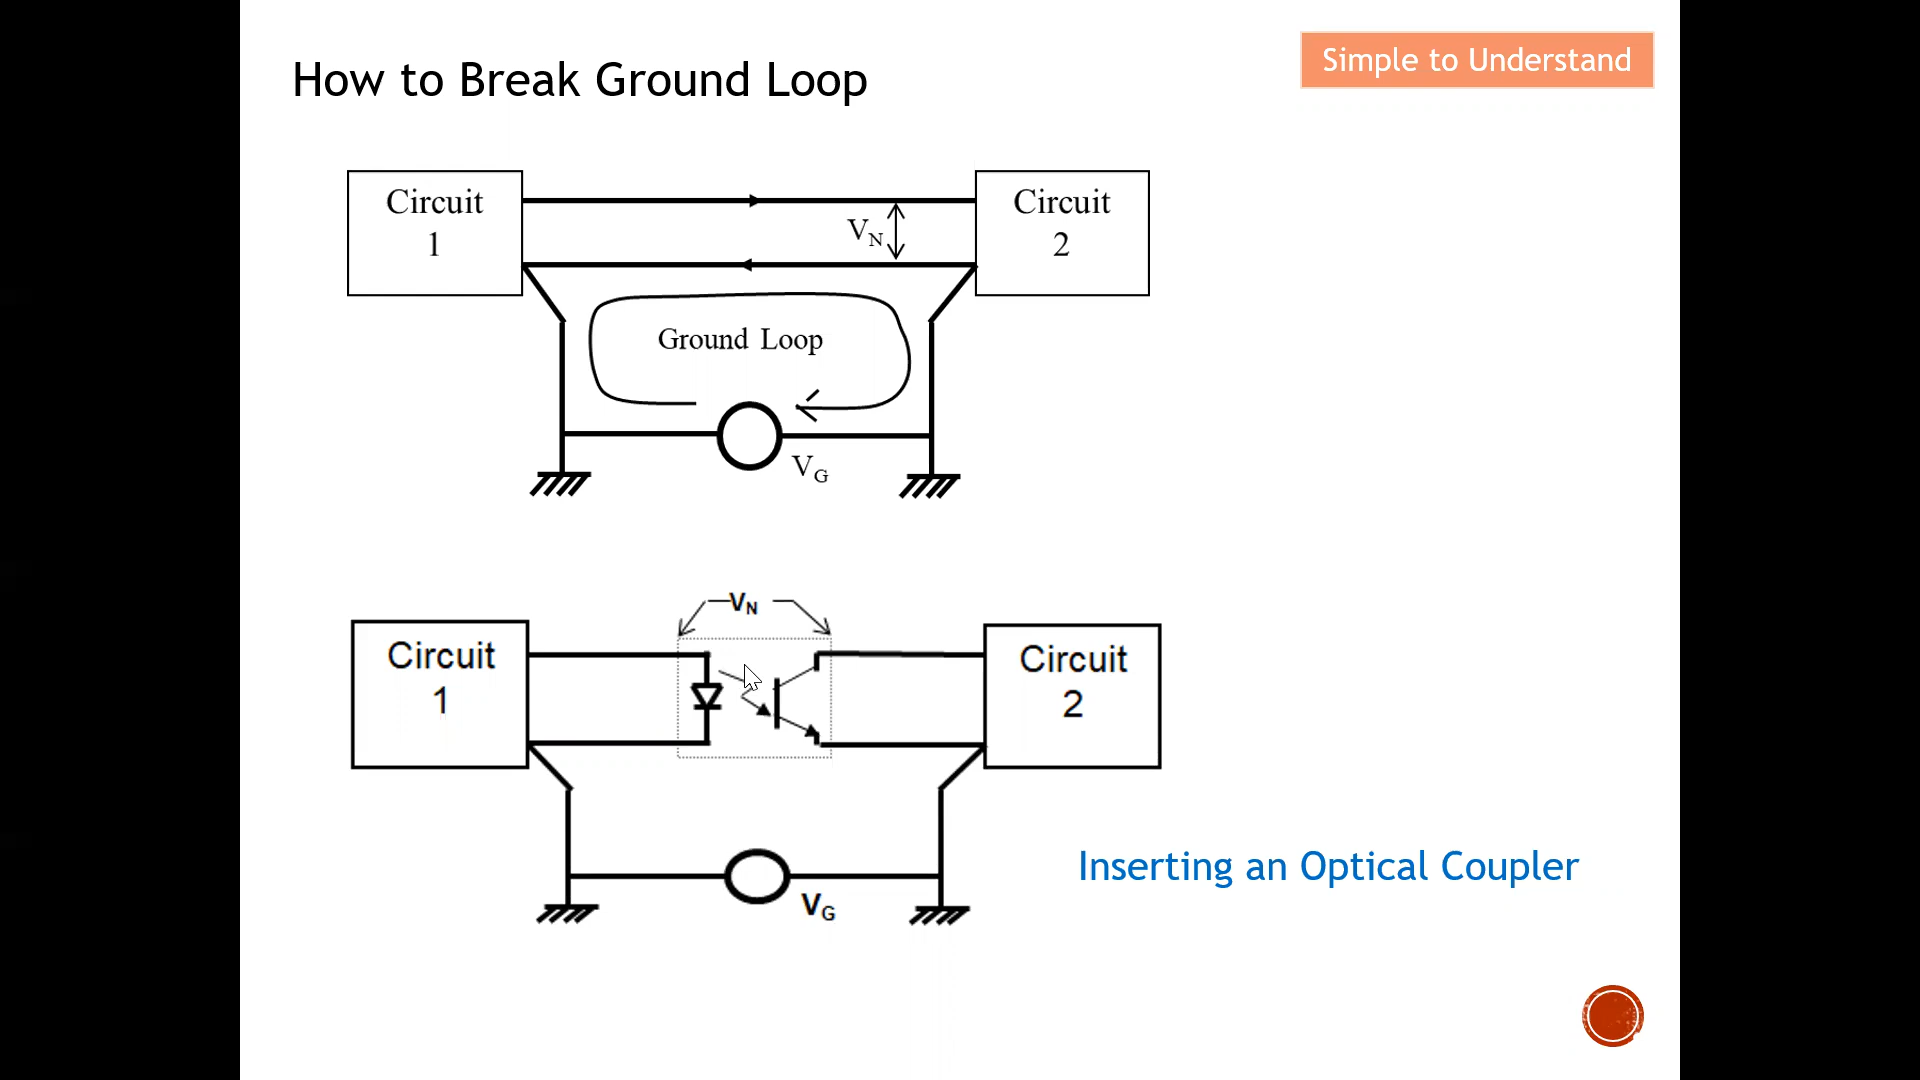 How to Break Ground Loop
Simple to Understand
Circuit
1
Circuit
2
VN
Ground Loop
VG
VN
Circuit
1
Circuit
2
Inserting an Optical Coupler
VG